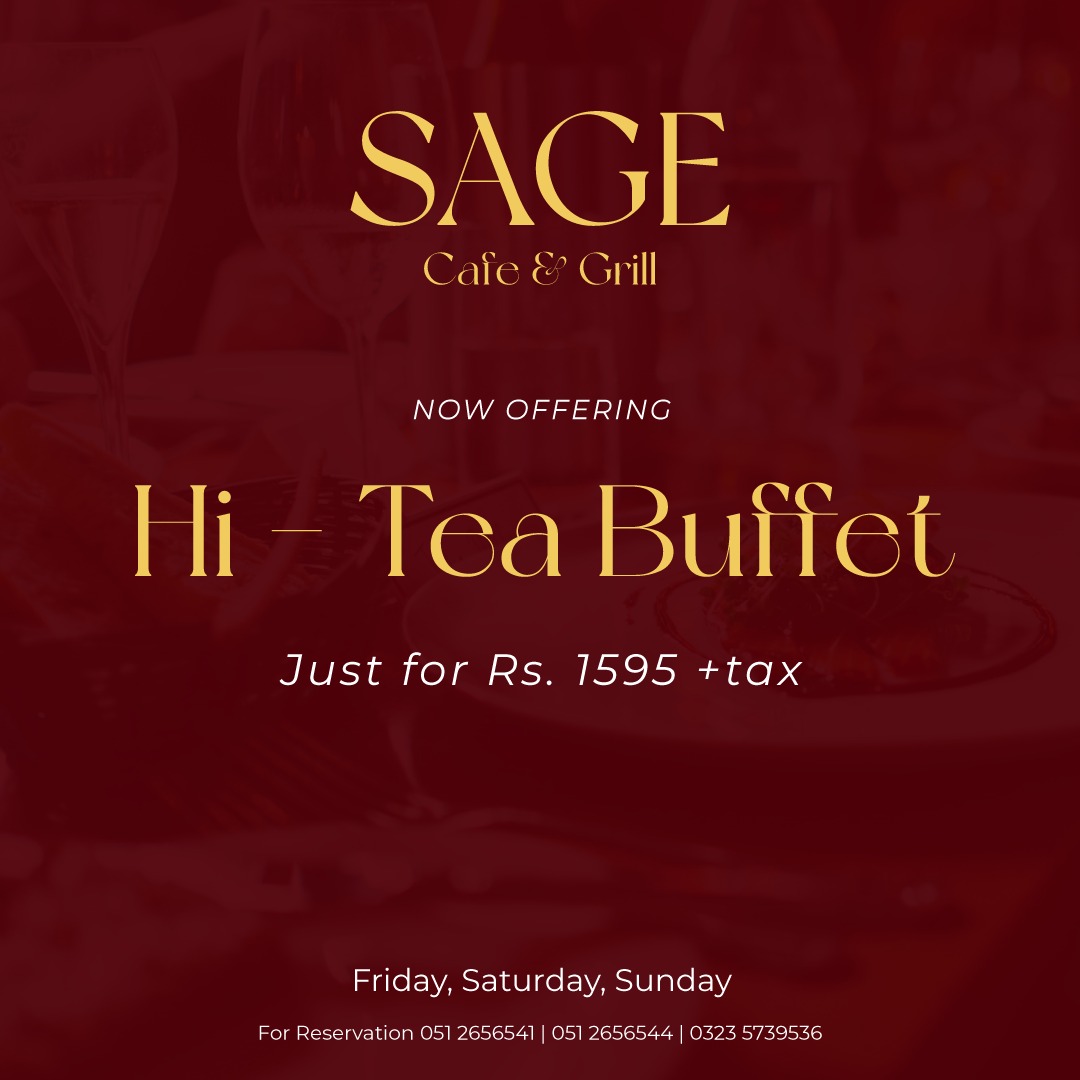 SAGE
Cafe & Grill
NOW OFFERING
Hi – Tea Buffet
Just for Rs. 1595 +tax
Friday, Saturday, Sunday
For Reservation 051 2656541 | 051 2656544 | 0323 5739536